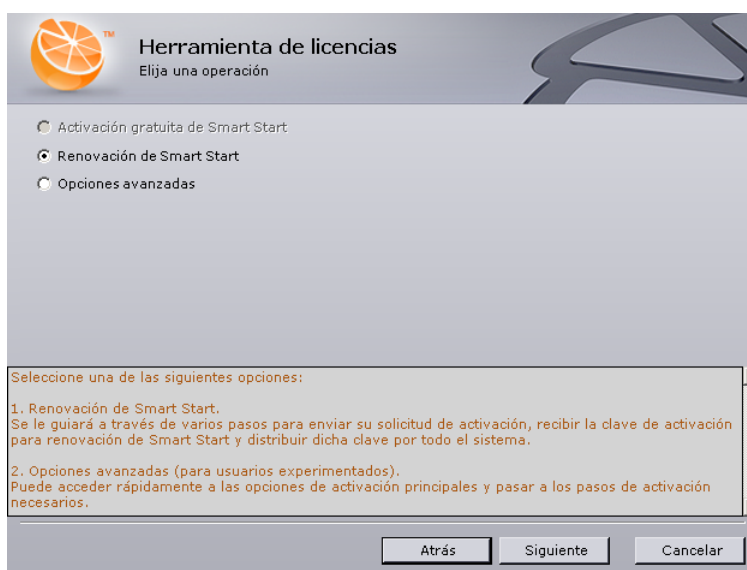 TM
Herramienta de licencias
Elija una operación
Activación gratuita de Smart Start
Renovación de Smart Start
Opciones avanzadas
Seleccione una de las siguientes opciones:
1. Renovación de Smart Start.
Se le guiará a través de varios pasos para enviar su solicitud de activación, recibir la clave de activación
para renovación de Smart Start y distribuir dicha clave por todo el sistema.
2. Opciones avanzadas (para usuarios experimentados).
Puede acceder rápidamente a las opciones de activación principales y pasar a los pasos de activación
necesarios.
Atrás
Siguiente
Cancelar